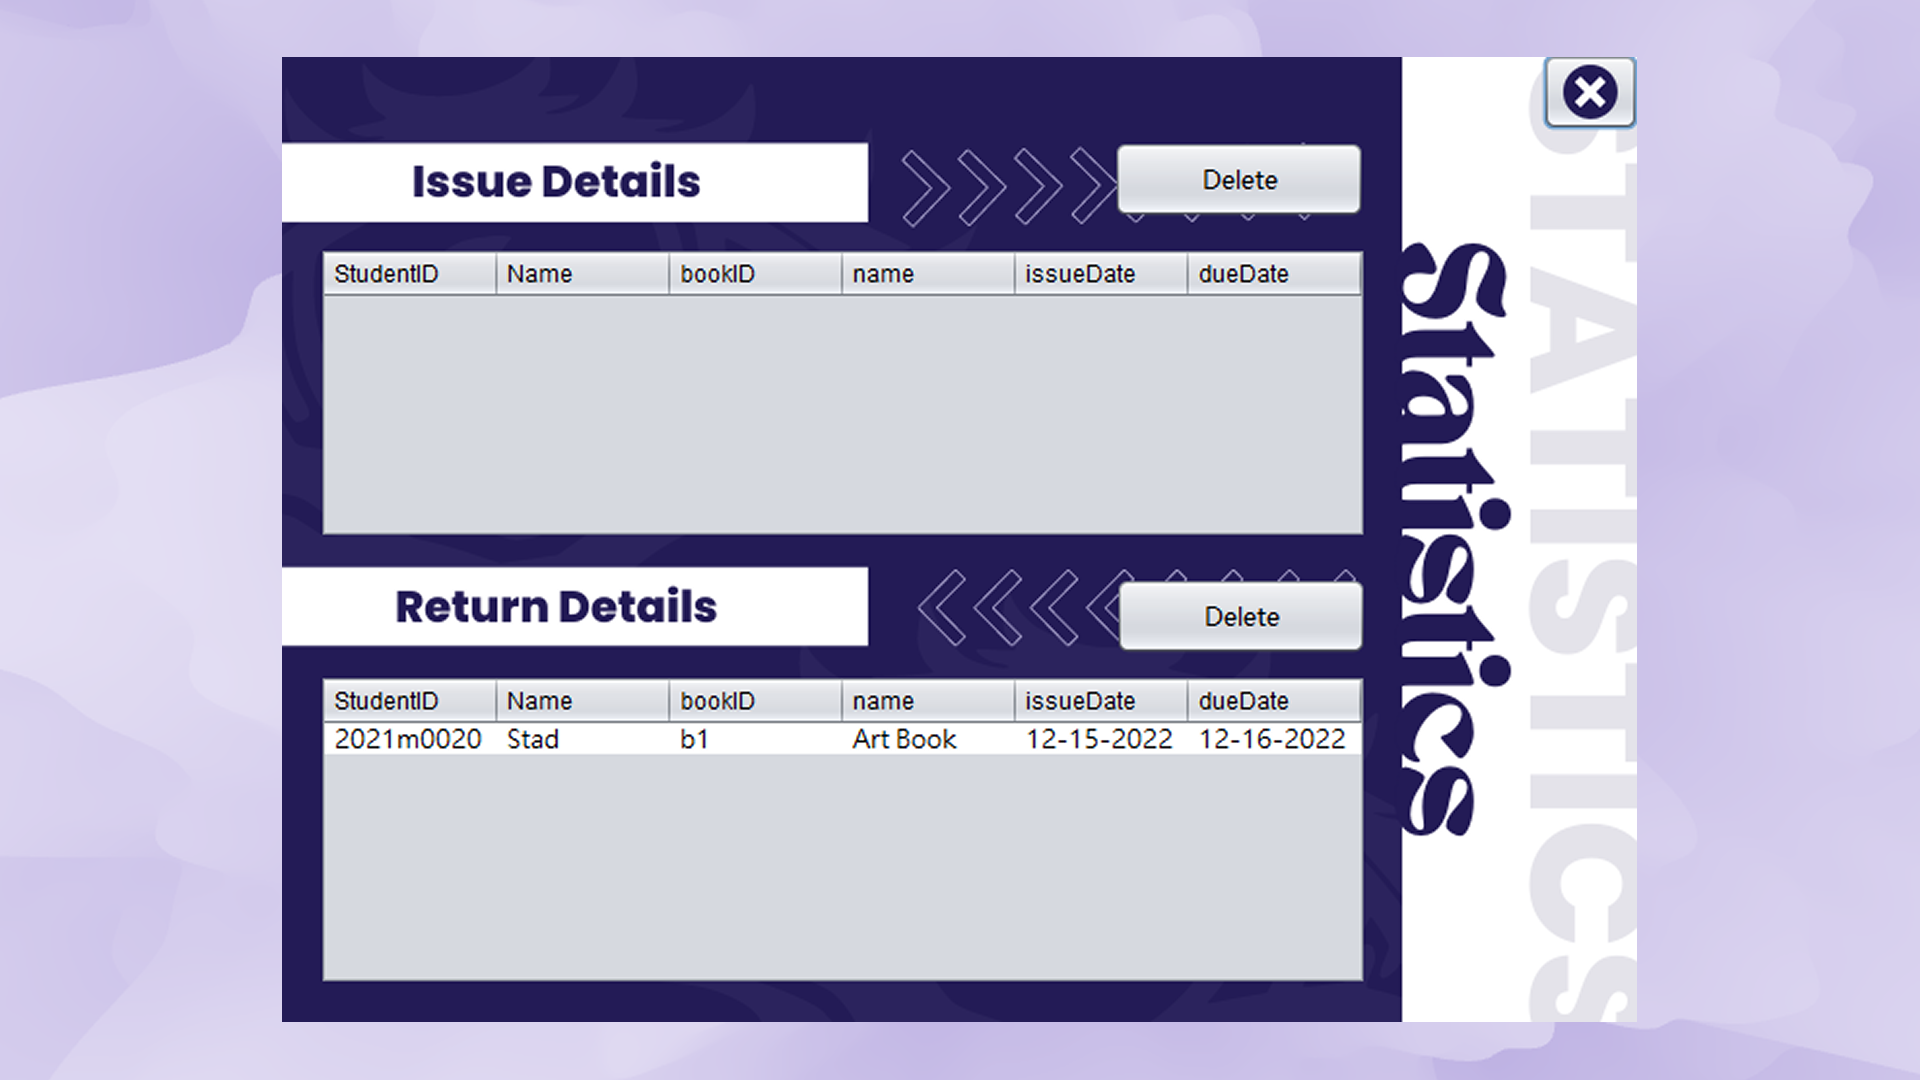 Issue Details
Delete
StudentID Name bookID name issueDate dueDate
Return Details
Delete
StudentID Name bookID name issueDate dueDate
2021m0020 Stad b1 Art Book 12-15-2022 12-16-2022
Statistics
STATISTICS